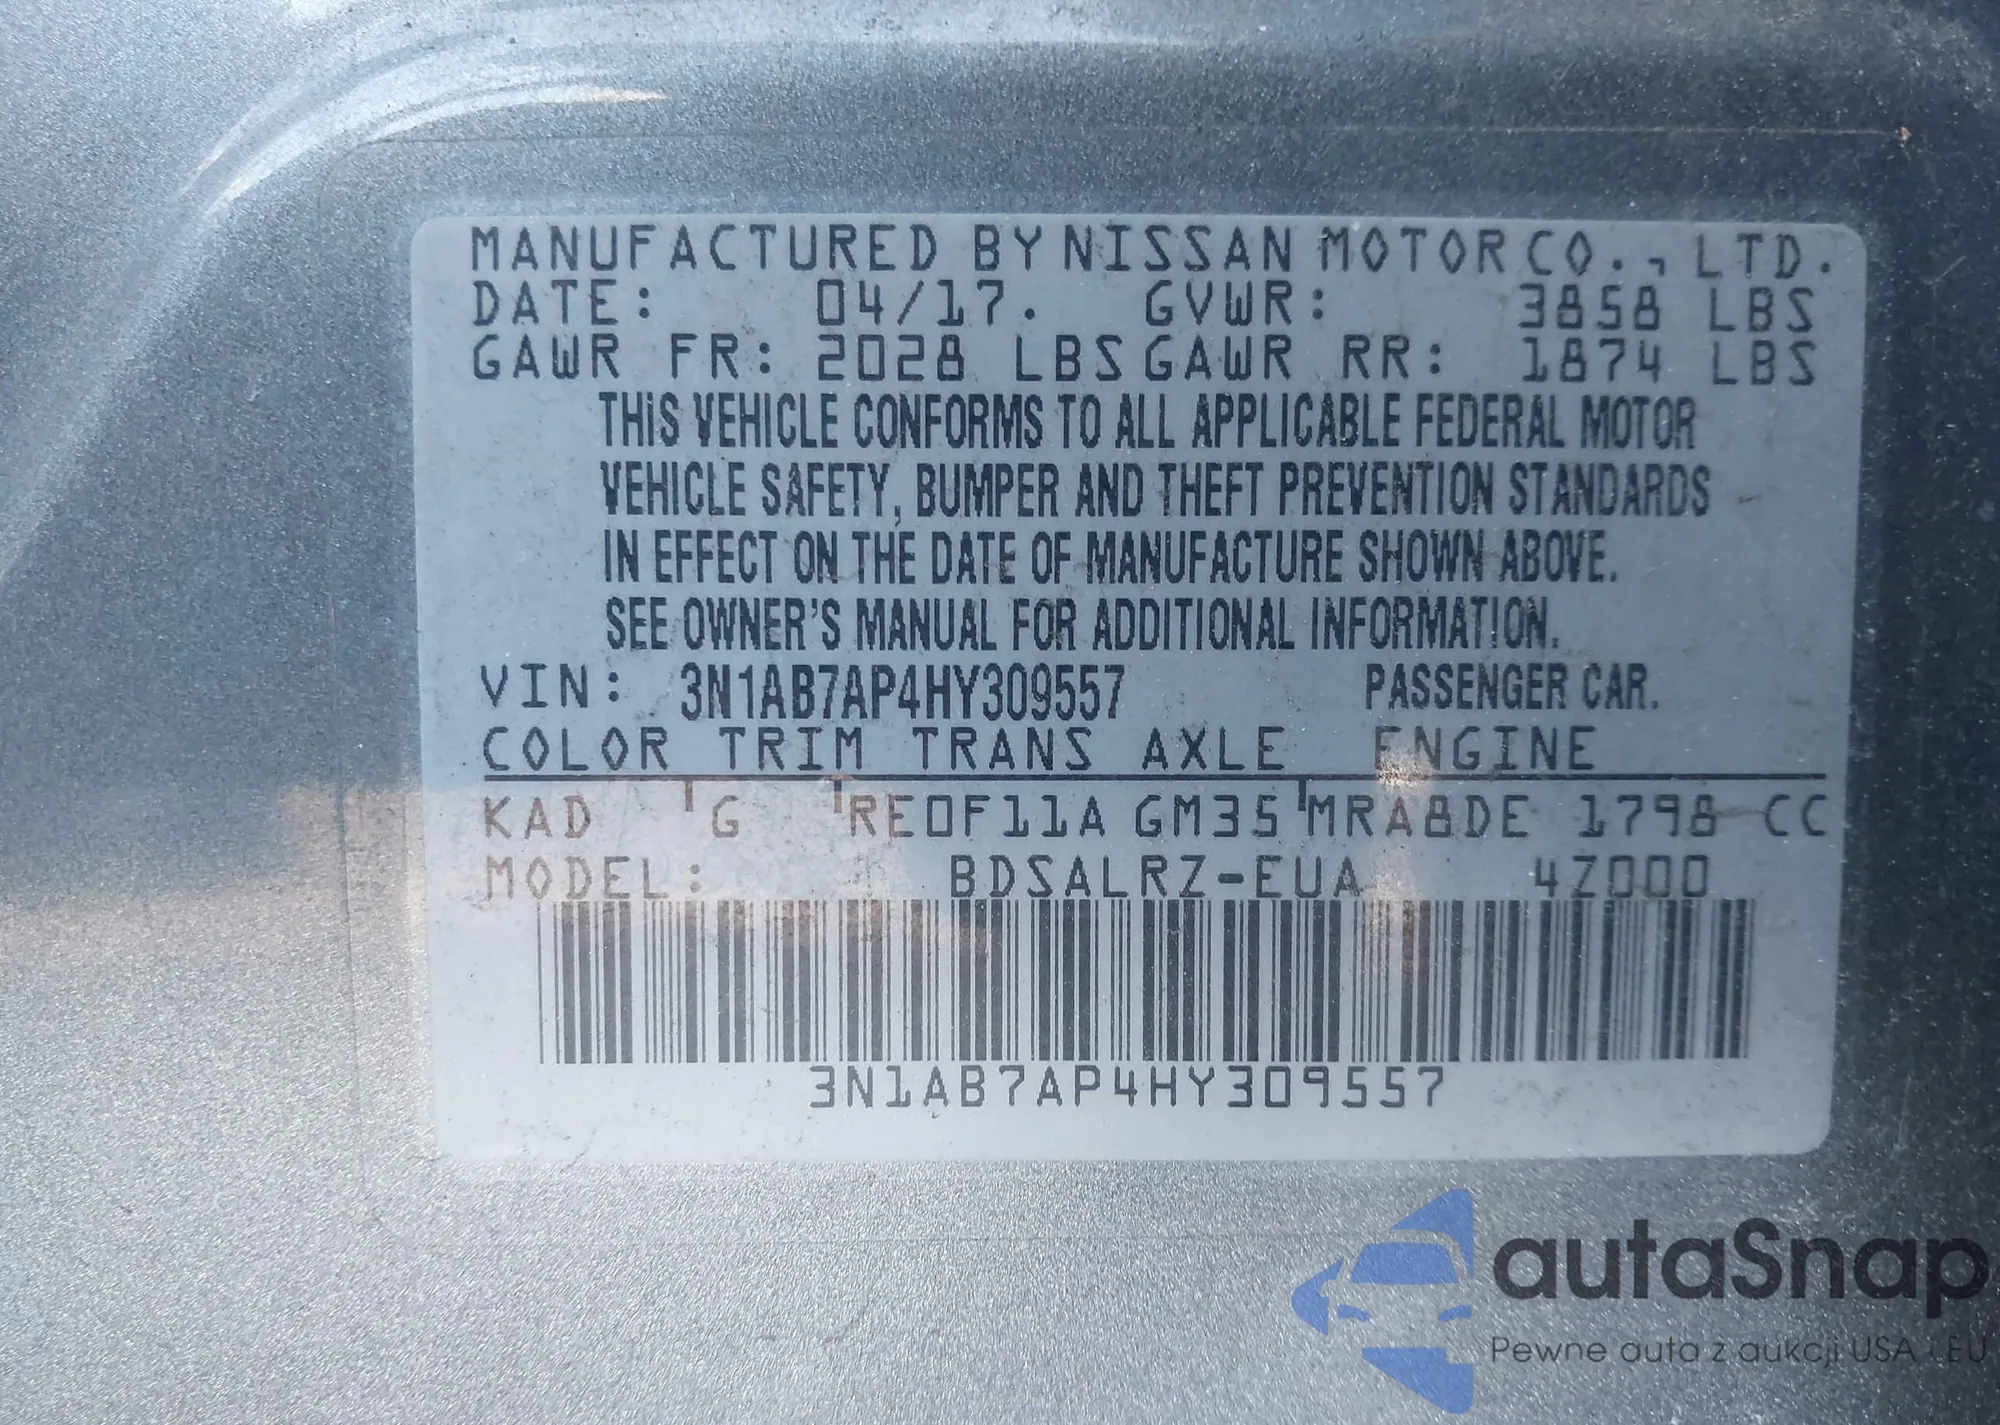 MANUFACTURED BY NISSAN MOTOR CO., LTD.
DATE: 04/17. GVWR: 3858 LBS
GAWR FR: 2028 LBS GAWR RR: 1874 LBS
THIS VEHICLE CONFORMS TO ALL APPLICABLE FEDERAL MOTOR
VEHICLE SAFETY, BUMPER AND THEFT PREVENTION STANDARDS
IN EFFECT ON THE DATE OF MANUFACTURE SHOWN ABOVE.
SEE OWNER'S MANUAL FOR ADDITIONAL INFORMATION.
VIN: 3N1AB7AP4HY309557 PASSENGER CAR.
COLOR TRIM TRANS AXLE ENGINE
KAD G RE0F11A GM35 MRA8DE 1798 CC
MODEL: BDSALRZ-EUA 4Z000
3N1AB7AP4HY309557
autaSnap
Pewne auta z aukcji USA i EU